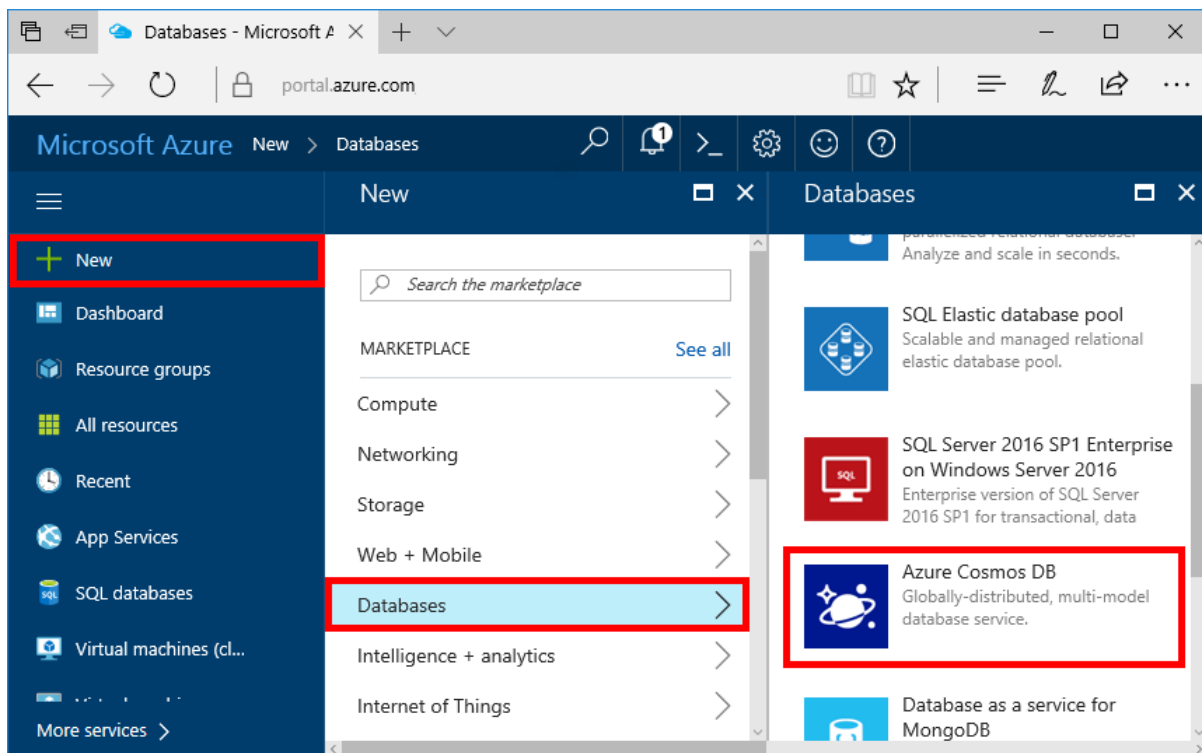 Databases - Microsoft A
portal.azure.com
Microsoft Azure New > Databases
1
New
Databases
New
Dashboard
Resource groups
All resources
Recent
App Services
SQL
SQL databases
Virtual machines (cl...
More services >
Search the marketplace
MARKETPLACE See all
Compute
Networking
Storage
Web + Mobile
Databases
Intelligence + analytics
Internet of Things
Analyze and scale in seconds.
SQL Elastic database pool
Scalable and managed relational
elastic database pool.
SQL
SQL Server 2016 SP1 Enterprise
on Windows Server 2016
Enterprise version of SQL Server
2016 SP1 for transactional, data
Azure Cosmos DB
Globally-distributed, multi-model
database service.
Database as a service for
MongoDB